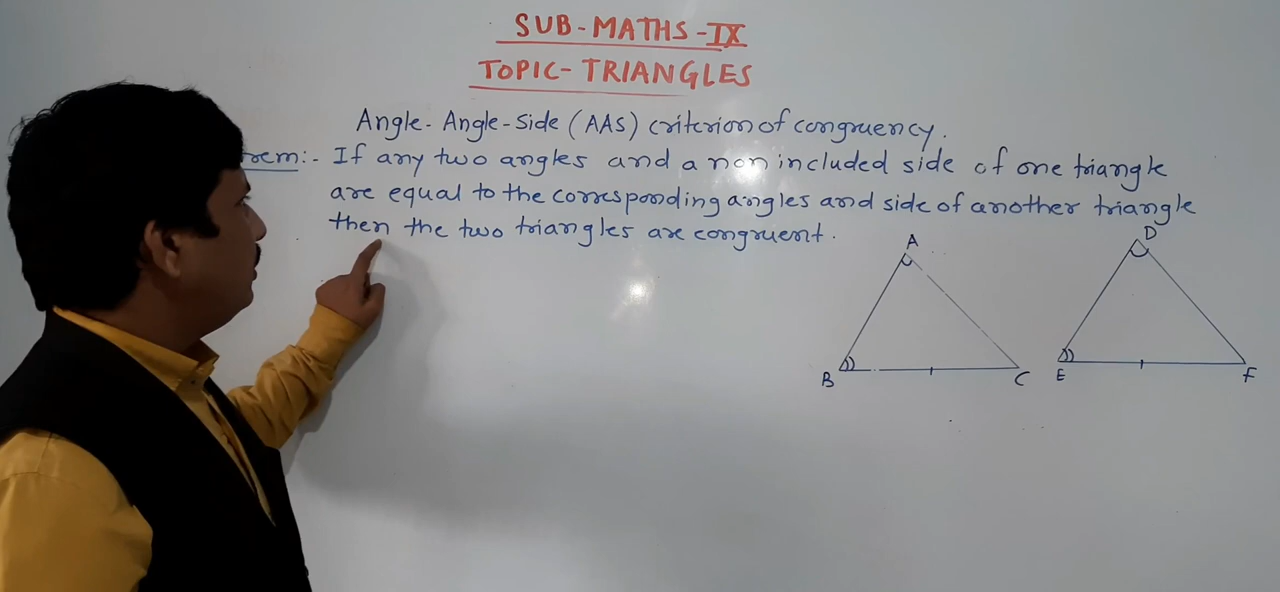 SUB-MATHS-IX
TOPIC-TRIANGLES
Angle-Angle-Side (AAS) criterion of congruency.
rem:- If any two angles and a non included side of one triangle
are equal to the corresponding angles and side of another triangle
then the two triangles are congruent.
A
D
B
C
E
F